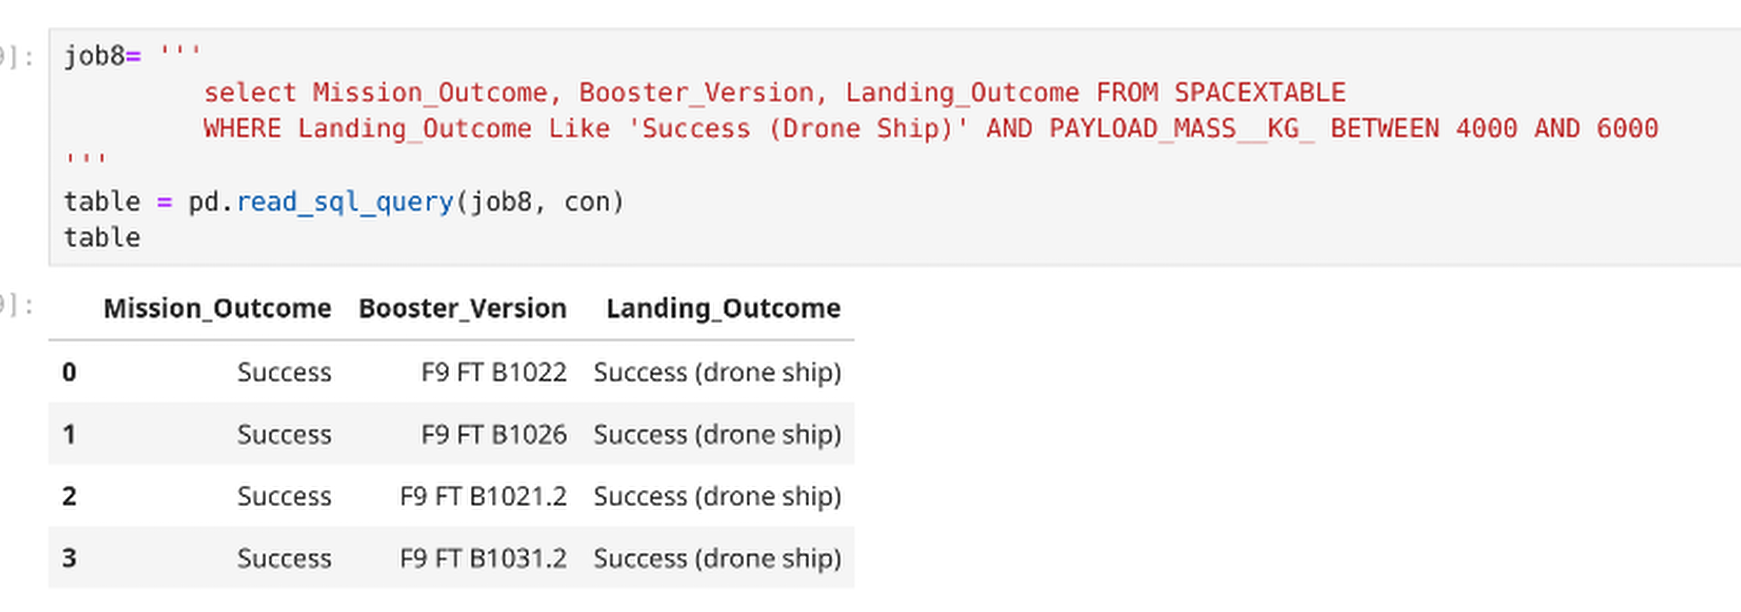 ]:
job8= '''
select Mission_Outcome, Booster_Version, Landing_Outcome FROM SPACEXTABLE
WHERE Landing_Outcome Like 'Success (Drone Ship)' AND PAYLOAD_MASS__KG_ BETWEEN 4000 AND 6000
'''
table = pd.read_sql_query(job8, con)
table
]:
Mission_Outcome Booster_Version Landing_Outcome
0 Success F9 FT B1022 Success (drone ship)
1 Success F9 FT B1026 Success (drone ship)
2 Success F9 FT B1021.2 Success (drone ship)
3 Success F9 FT B1031.2 Success (drone ship)